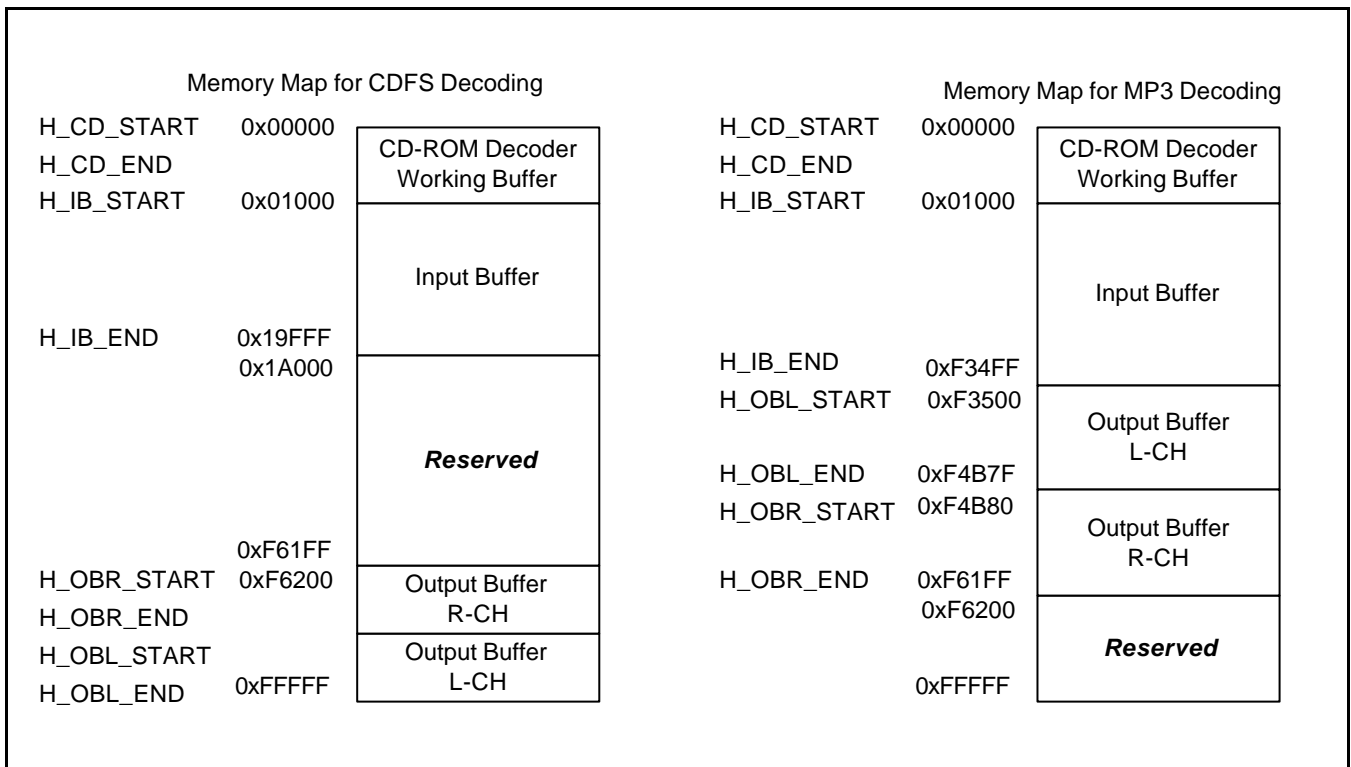 Memory Map for CDFS Decoding
H_CD_START 0x00000
CD-ROM Decoder
H_CD_END
Working Buffer
H_IB_START 0x01000
Input Buffer
H_IB_END 0x19FFF
0x1A000
Reserved
0xF61FF
H_OBR_START 0xF6200
Output Buffer
R-CH
H_OBR_END
H_OBL_START
Output Buffer
L-CH
H_OBL_END 0xFFFFF
Memory Map for MP3 Decoding
H_CD_START 0x00000
CD-ROM Decoder
H_CD_END
Working Buffer
H_IB_START 0x01000
Input Buffer
H_IB_END 0xF34FF
H_OBL_START 0xF3500
Output Buffer
L-CH
H_OBL_END 0xF4B7F
H_OBR_START 0xF4B80
Output Buffer
R-CH
H_OBR_END 0xF61FF
0xF6200
Reserved
0xFFFFF